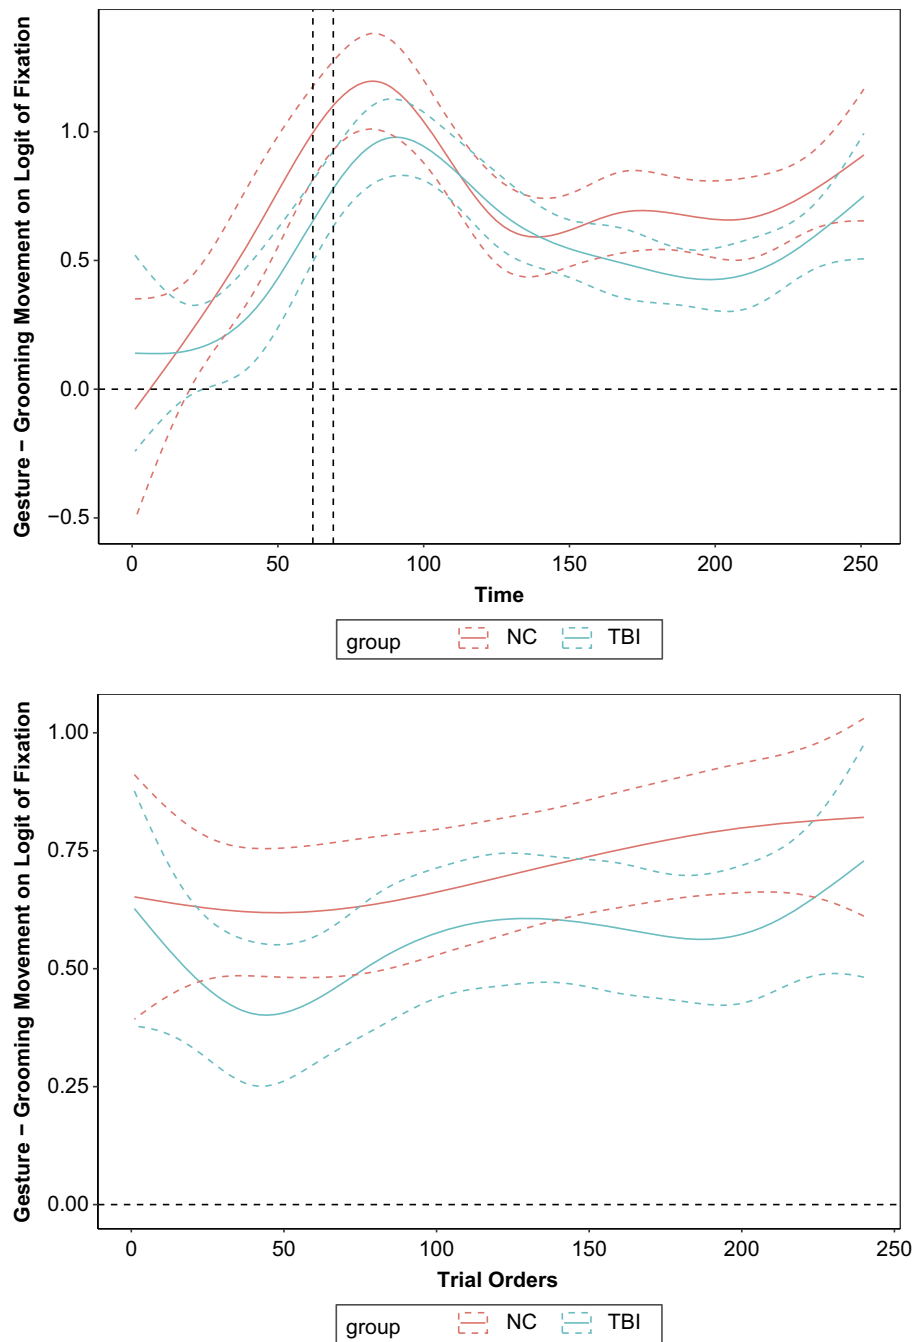 Gesture − Grooming Movement on Logit of Fixation
1.0
0.5
0.0
−0.5
0 50 100 150 200 250
Time
group NC TBI
Gesture − Grooming Movement on Logit of Fixation
1.00
0.75
0.50
0.25
0.00
0 50 100 150 200 250
Trial Orders
group NC TBI